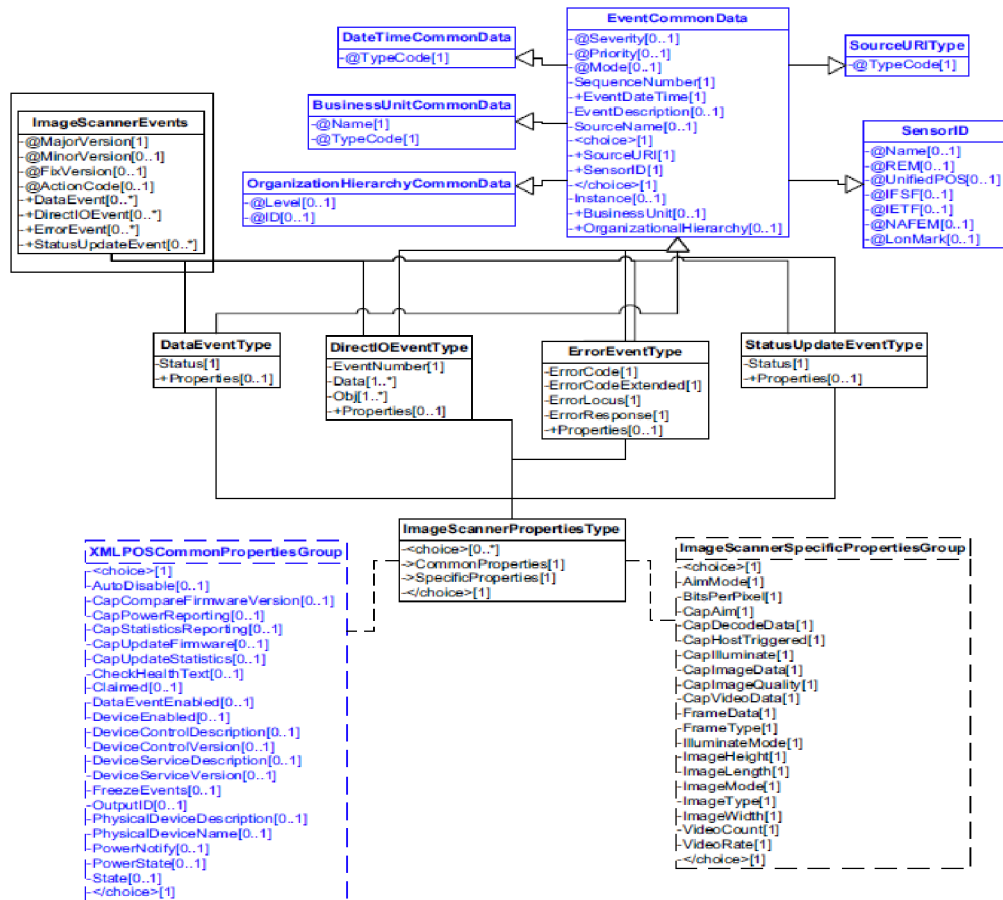 EventCommonData
-@Severity[0..1]
-@Priority[0..1]
-@Mode[0..1]
-SequenceNumber[1]
-+EventDateTime[1]
-EventDescription[0..1]
-SourceName[0..1]
-<choice>[1]
-+SourceURI[1]
-+SensorID[1]
-</choice>[1]
-Instance[0..1]
-+BusinessUnit[0..1]
-+OrganizationalHierarchy[0..1]
DateTimeCommonData
-@TypeCode[1]
SourceURIType
-@TypeCode[1]
BusinessUnitCommonData
-@Name[1]
-@TypeCode[1]
ImageScannerEvents
-@MajorVersion[1]
-@MinorVersion[0..1]
-@FixVersion[0..1]
-@ActionCode[0..1]
-+DataEvent[0..*]
-+DirectIOEvent[0..*]
-+ErrorEvent[0..*]
-+StatusUpdateEvent[0..*]
SensorID
-@Name[0..1]
-@REM[0..1]
-@UnifiedPOS[0..1]
-@IFSF[0..1]
-@IETF[0..1]
-@NAFEM[0..1]
-@LonMark[0..1]
OrganizationHierarchyCommonData
-@Level[0..1]
-@ID[0..1]
DataEventType
-Status[1]
-+Properties[0..1]
DirectIOEventType
-EventNumber[1]
-Data[1..*]
-Obj[1..*]
-+Properties[0..1]
ErrorEventType
-ErrorCode[1]
-ErrorCodeExtended[1]
-ErrorLocus[1]
-ErrorResponse[1]
-+Properties[0..1]
StatusUpdateEventType
-Status[1]
-+Properties[0..1]
ImageScannerPropertiesType
-<choice>[0..*]
->CommonProperties[1]
->SpecificProperties[1]
-</choice>[1]
XMLPOSCommonPropertiesGroup
-<choice>[1]
-AutoDisable[0..1]
-CapCompareFirmwareVersion[0..1]
-CapPowerReporting[0..1]
-CapStatisticsReporting[0..1]
-CapUpdateFirmware[0..1]
-CapUpdateStatistics[0..1]
-CheckHealthText[0..1]
-Claimed[0..1]
-DataEventEnabled[0..1]
-DeviceEnabled[0..1]
-DeviceControlDescription[0..1]
-DeviceControlVersion[0..1]
-DeviceServiceDescription[0..1]
-DeviceServiceVersion[0..1]
-FreezeEvents[0..1]
-OutputID[0..1]
-PhysicalDeviceDescription[0..1]
-PhysicalDeviceName[0..1]
-PowerNotify[0..1]
-PowerState[0..1]
-State[0..1]
-</choice>[1]
ImageScannerSpecificPropertiesGroup
-<choice>[1]
-AimMode[1]
-BitsPerPixel[1]
-CapAim[1]
-CapDecodeData[1]
-CapHostTriggered[1]
-CapIlluminate[1]
-CapImageData[1]
-CapImageQuality[1]
-CapVideoData[1]
-FrameData[1]
-FrameType[1]
-IlluminateMode[1]
-ImageHeight[1]
-ImageLength[1]
-ImageMode[1]
-ImageType[1]
-ImageWidth[1]
-VideoCount[1]
-VideoRate[1]
-</choice>[1]